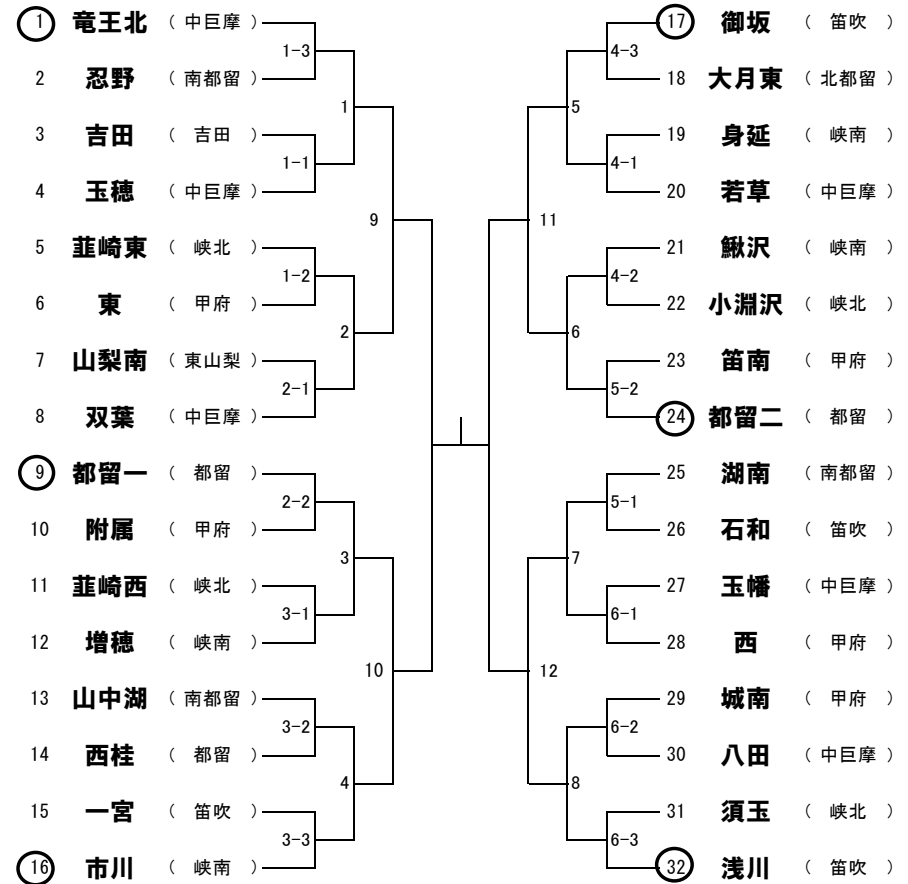 1 竜王北 ( 中巨摩 )
1-3
2 忍野 ( 南都留 )
1
3 吉田 ( 吉田 )
1-1
4 玉穂 ( 中巨摩 )
9
5 韮崎東 ( 峡北 )
1-2
6 東 ( 甲府 )
2
7 山梨南 ( 東山梨 )
2-1
8 双葉 ( 中巨摩 )
9 都留一 ( 都留 )
2-2
10 附属 ( 甲府 )
3
11 韮崎西 ( 峡北 )
3-1
12 増穂 ( 峡南 )
10
13 山中湖 ( 南都留 )
3-2
14 西桂 ( 都留 )
4
15 一宮 ( 笛吹 )
3-3
16 市川 ( 峡南 )
17 御坂 ( 笛吹 )
4-3
18 大月東 ( 北都留 )
5
19 身延 ( 峡南 )
4-1
20 若草 ( 中巨摩 )
11
21 鰍沢 ( 峡南 )
4-2
22 小淵沢 ( 峡北 )
6
23 笛南 ( 甲府 )
5-2
24 都留二 ( 都留 )
25 湖南 ( 南都留 )
5-1
26 石和 ( 笛吹 )
7
27 玉幡 ( 中巨摩 )
6-1
28 西 ( 甲府 )
12
29 城南 ( 甲府 )
6-2
30 八田 ( 中巨摩 )
8
31 須玉 ( 峡北 )
6-3
32 浅川 ( 笛吹 )